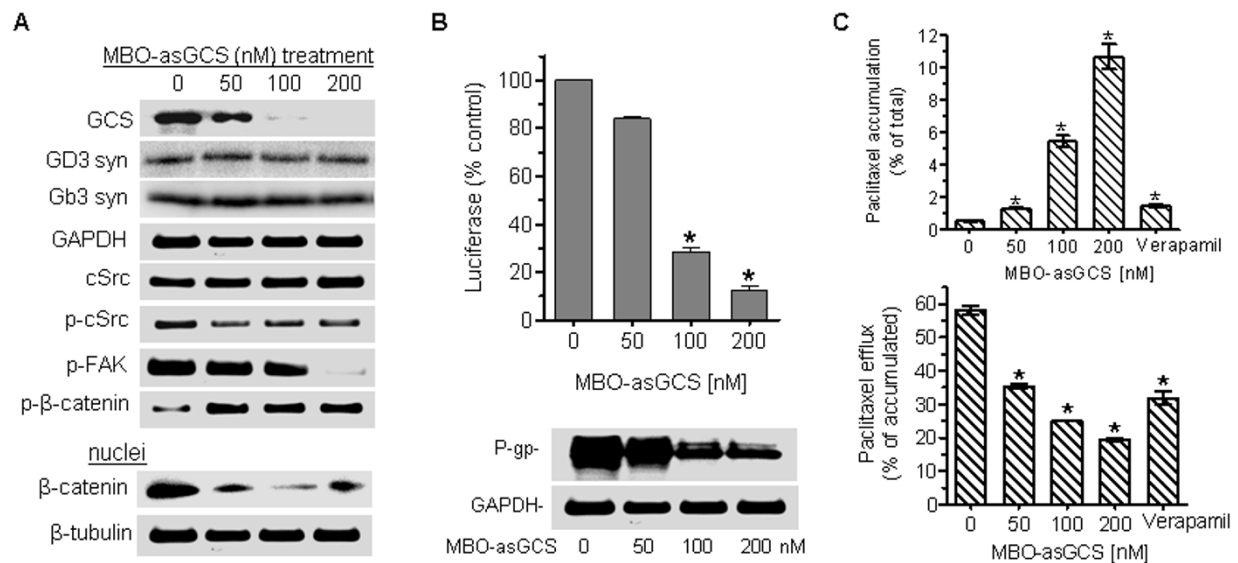 A
MBO-asGCS (nM) treatment
0 50 100 200
GCS
GD3 syn
Gb3 syn
GAPDH
cSrc
p-cSrc
p-FAK
p-β-catenin
nuclei
β-catenin
β-tubulin
B
Luciferase (% control)
100
80
60
40
20
0
* *
0 50 100 200
MBO-asGCS [nM]
P-gp-
GAPDH-
MBO-asGCS 0 50 100 200 nM
C
Paclitaxel accumulation
(% of total)
12
10
8
6
4
2
0
* * * * *
0 50 100 200 Verapamil
MBO-asGCS [nM]
Paclitaxel efflux
(% of accumulated)
60
50
40
30
20
10
0
* * * *
0 50 100 200 Verapamil
MBO-asGCS [nM]